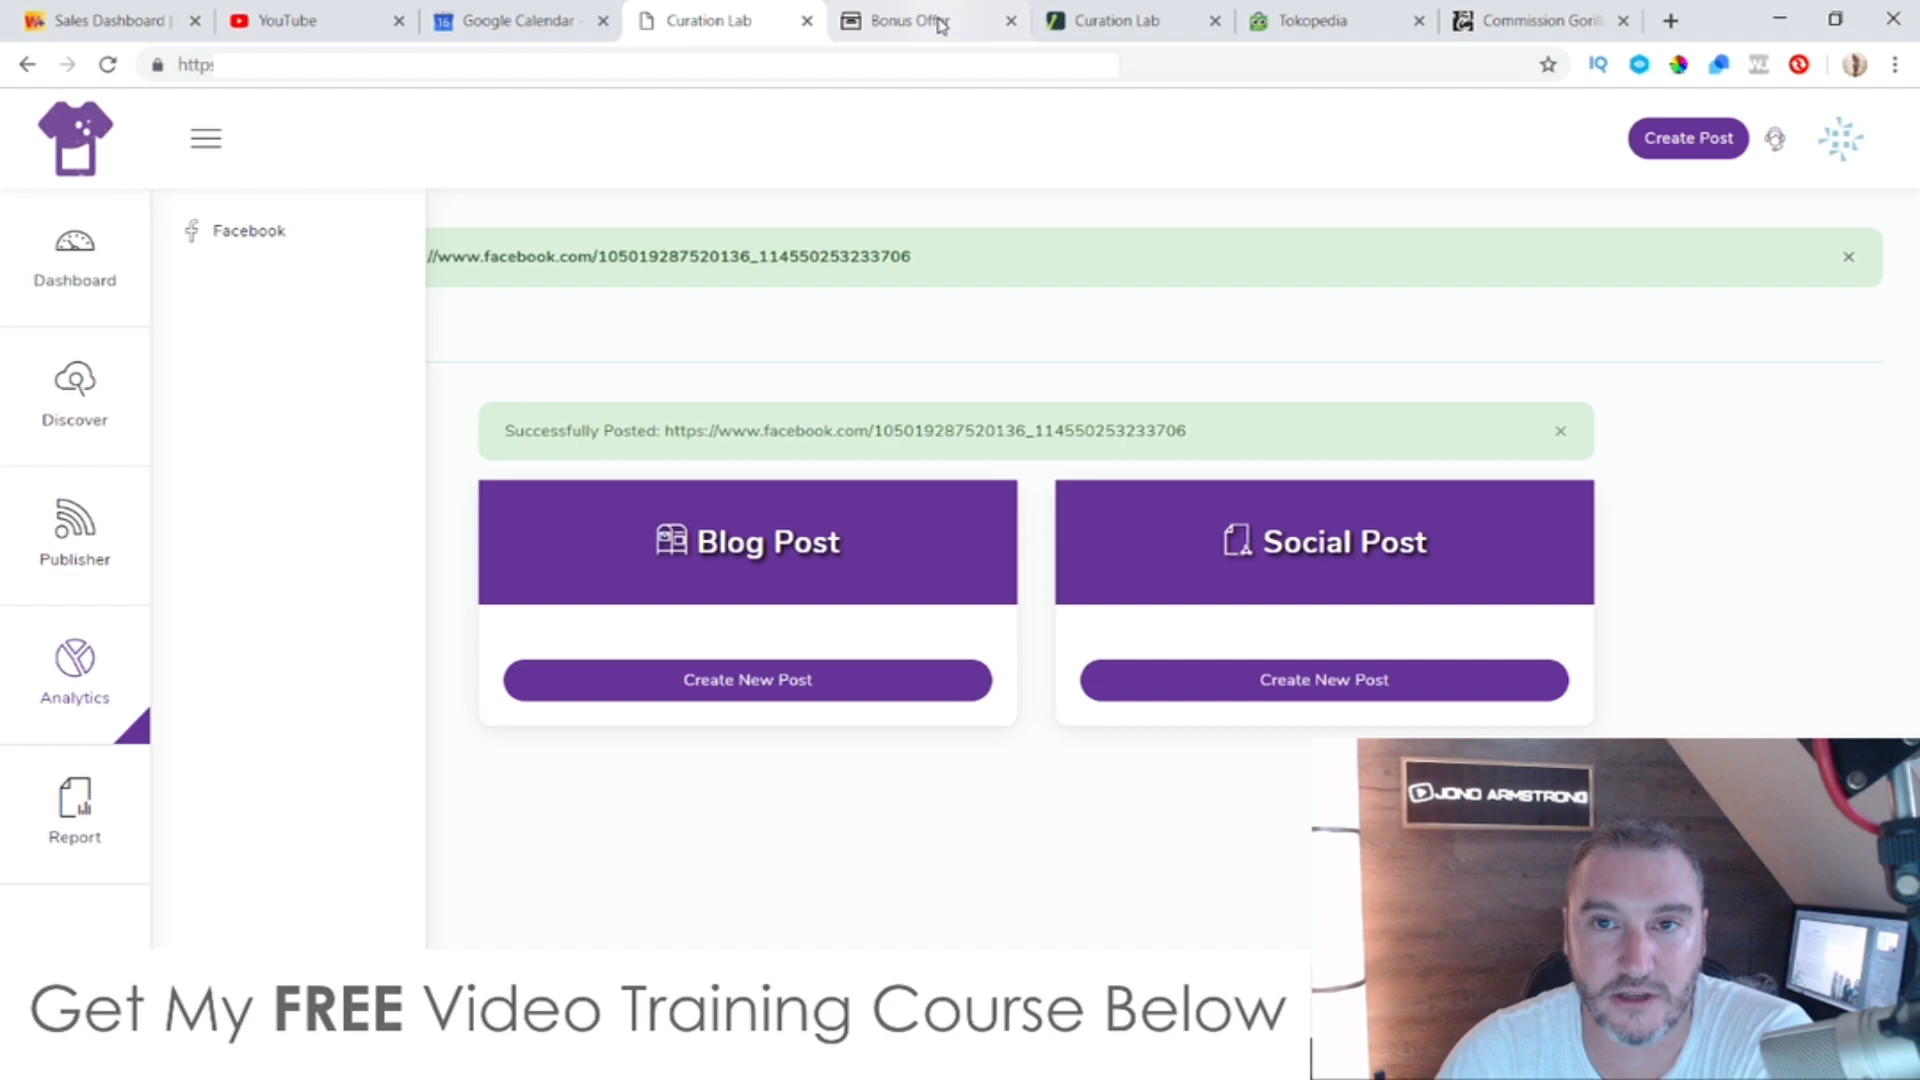 Sales Dashboard |
YouTube
Google Calendar -
Curation Lab
Bonus Offer
Curation Lab
Tokopedia
Commission Gorill
https
IQ
Create Post
Dashboard
Discover
Publisher
Analytics
Report
Facebook
//www.facebook.com/105019287520136_114550253233706
Successfully Posted: https://www.facebook.com/105019287520136_114550253233706
Blog Post
Create New Post
Social Post
Create New Post
JONO ARMSTRONG
Get My FREE Video Training Course Below